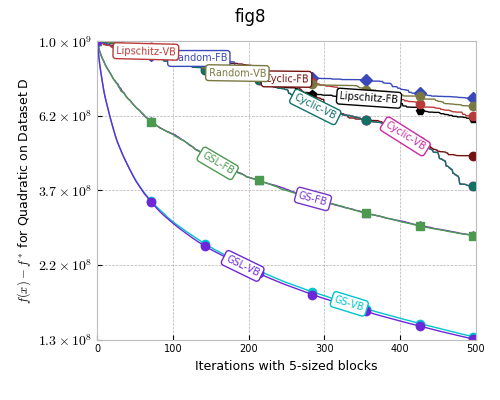 fig8
f(x) − f* for Quadratic on Dataset D
1.0 × 10⁹
6.2 × 10⁸
3.7 × 10⁸
2.2 × 10⁸
1.3 × 10⁸
Lipschitz-VB
Random-FB
Random-VB
Cyclic-FB
Cyclic-VB
Lipschitz-FB
Cyclic-VB
GSL-FB
GS-FB
GSL-VB
GS-VB
0 100 200 300 400 500
Iterations with 5-sized blocks